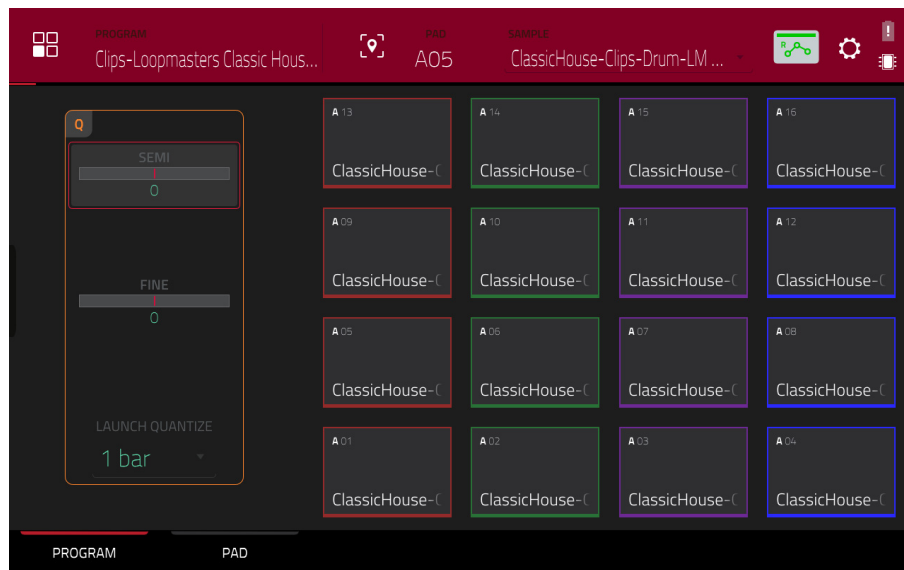 PROGRAM
Clips-Loopmasters Classic Hous...
PAD
A05
SAMPLE
ClassicHouse-Clips-Drum-LM ...
R
!
Q
SEMI
0
FINE
0
LAUNCH QUANTIZE
1 bar
A 13
A 14
A 15
A 16
ClassicHouse-C
ClassicHouse-C
ClassicHouse-C
ClassicHouse-C
A 09
A 10
A 11
A 12
ClassicHouse-C
ClassicHouse-C
ClassicHouse-C
ClassicHouse-C
A 05
A 06
A 07
A 08
ClassicHouse-C
ClassicHouse-C
ClassicHouse-C
ClassicHouse-C
A 01
A 02
A 03
A 04
ClassicHouse-C
ClassicHouse-C
ClassicHouse-C
ClassicHouse-C
PROGRAM
PAD